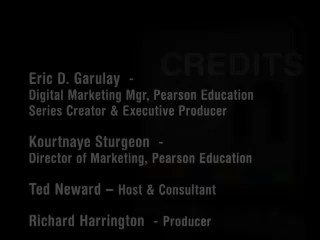 CREDITS
Eric D. Garulay -
Digital Marketing Mgr, Pearson Education
Series Creator & Executive Producer
Kourtnaye Sturgeon -
Director of Marketing, Pearson Education
Ted Neward – Host & Consultant
Richard Harrington - Producer